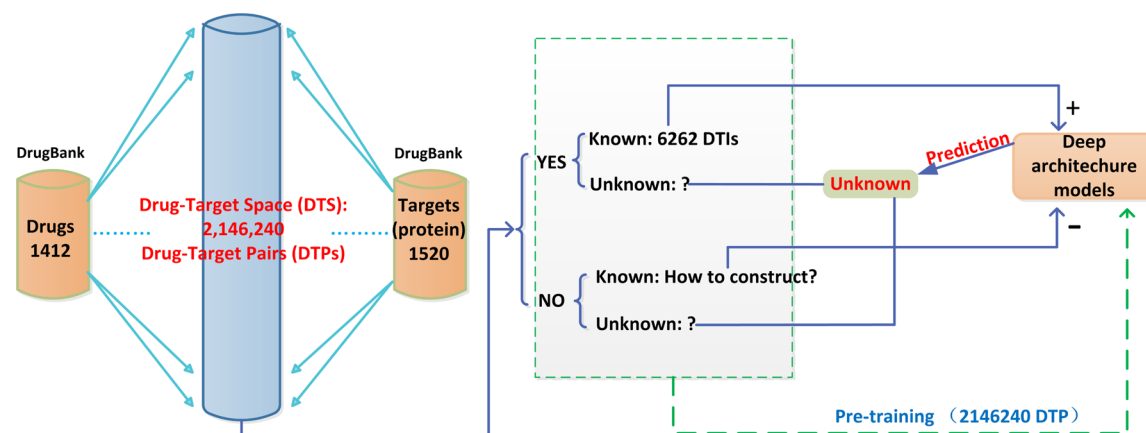 DrugBank
Drugs
1412
Drug-Target Space (DTS):
2,146,240
Drug-Target Pairs (DTPs)
DrugBank
Targets
(protein)
1520
YES
Known: 6262 DTIs
Unknown: ?
NO
Known: How to construct?
Unknown: ?
Unknown
Prediction
+
Deep
architechure
models
-
Pre-training （2146240 DTP）